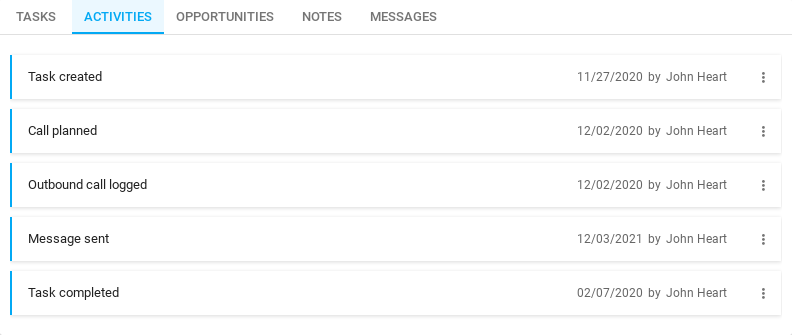 TASKS ACTIVITIES OPPORTUNITIES NOTES MESSAGES
Task created 11/27/2020 by John Heart
Call planned 12/02/2020 by John Heart
Outbound call logged 12/02/2020 by John Heart
Message sent 12/03/2021 by John Heart
Task completed 02/07/2020 by John Heart